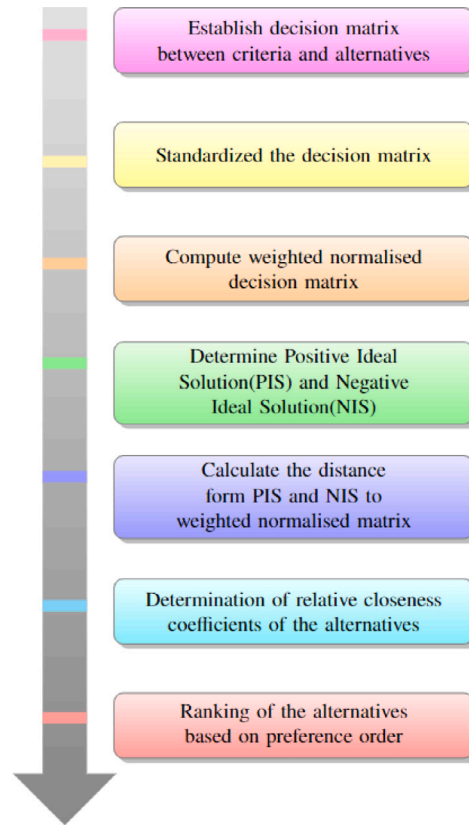 Establish decision matrix
between criteria and alternatives
Standardized the decision matrix
Compute weighted normalised
decision matrix
Determine Positive Ideal
Solution(PIS) and Negative
Ideal Solution(NIS)
Calculate the distance
form PIS and NIS to
weighted normalised matrix
Determination of relative closeness
coefficients of the alternatives
Ranking of the alternatives
based on preference order